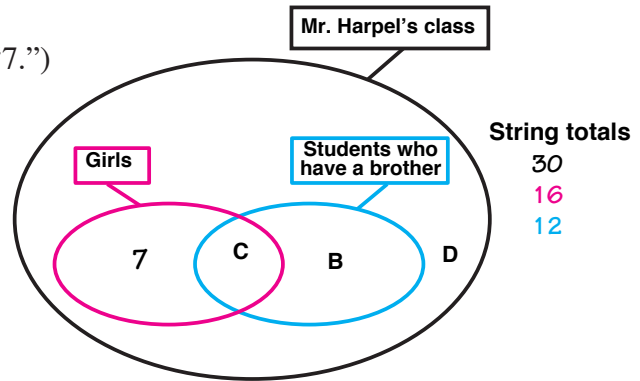 Mr. Harpel's class
7.”)
String totals
30
16
12
Girls
Students who
have a brother
7
C
B
D